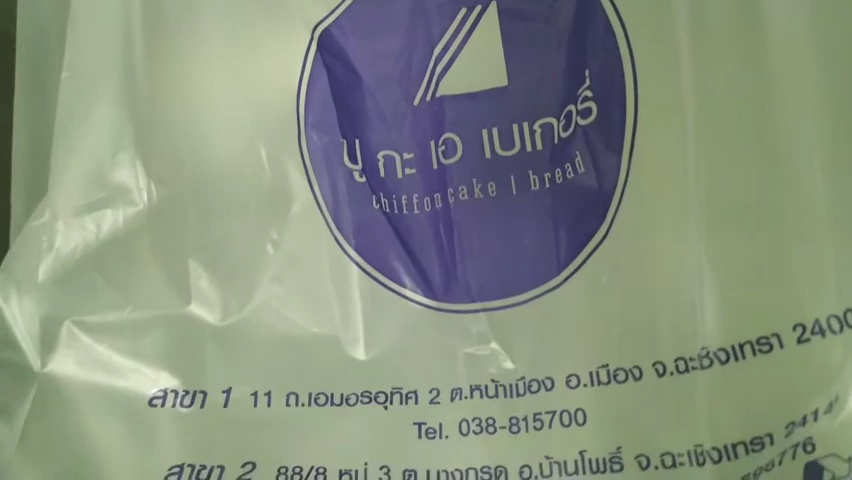 บู กะ เอ เบเกอรี่
chiffoncake | bread
สาขา 1 11 ถ.เอมอรอุทิศ 2 ต.หน้าเมือง อ.เมือง จ.ฉะเชิงเทรา 2400
Tel. 038-815700
สาขา 2 88/8 หมู่ 3 ต.บางกรูด อ.บ้านโพธิ์ จ.ฉะเชิงเทรา 2414